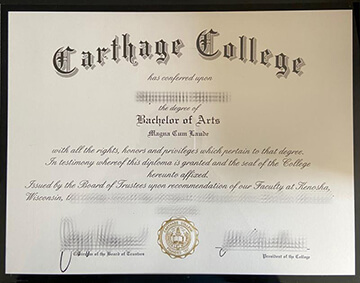 Carthage College
has conferred upon
the degree of
Bachelor of Arts
Magna Cum Laude
with all the rights, honors and privileges which pertain to that degree.
In testimony whereof this diploma is granted and the seal of the College
hereunto affixed.
Issued by the Board of Trustees upon recommendation of our Faculty at Kenosha,
Wisconsin,
of the Board of Trustees
President of the College